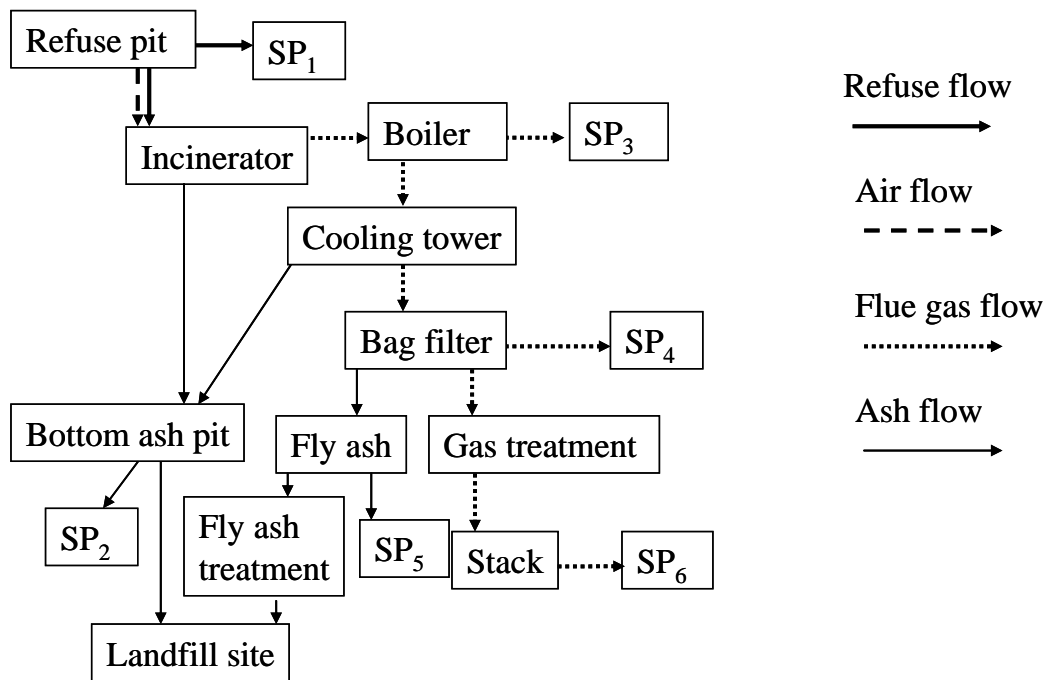 Refuse pit
SP1
Refuse flow
Incinerator
Boiler
SP3
Air flow
Cooling tower
Flue gas flow
Bag filter
SP4
Ash flow
Bottom ash pit
Fly ash
Gas treatment
SP2
Fly ash
treatment
SP5
Stack
SP6
Landfill site